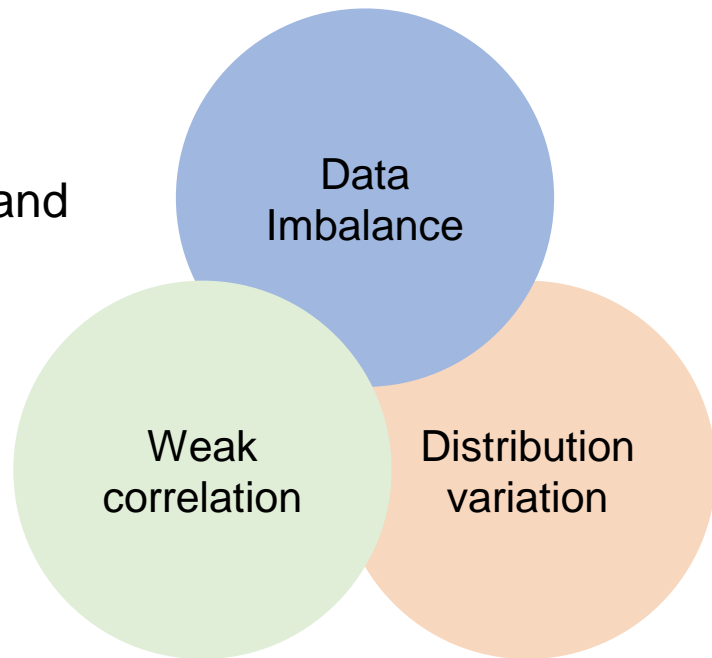 Data
Imbalance
and
Weak
correlation
Distribution
variation